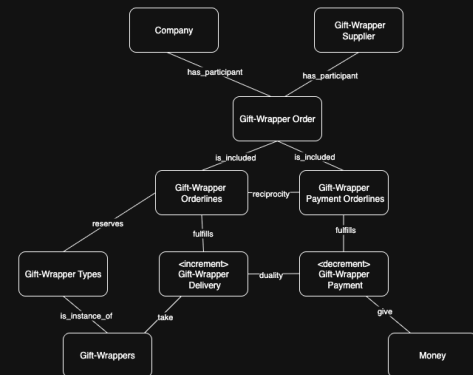 Company
Gift-Wrapper
Supplier
has_participant
has_participant
Gift-Wrapper Order
is_included
is_included
Gift-Wrapper
Orderlines
reciprocity
Gift-Wrapper
Payment Orderlines
reserves
fulfills
fulfills
Gift-Wrapper Types
<increment>
Gift-Wrapper
Delivery
duality
<decrement>
Gift-Wrapper
Payment
is_instance_of
take
give
Gift-Wrappers
Money